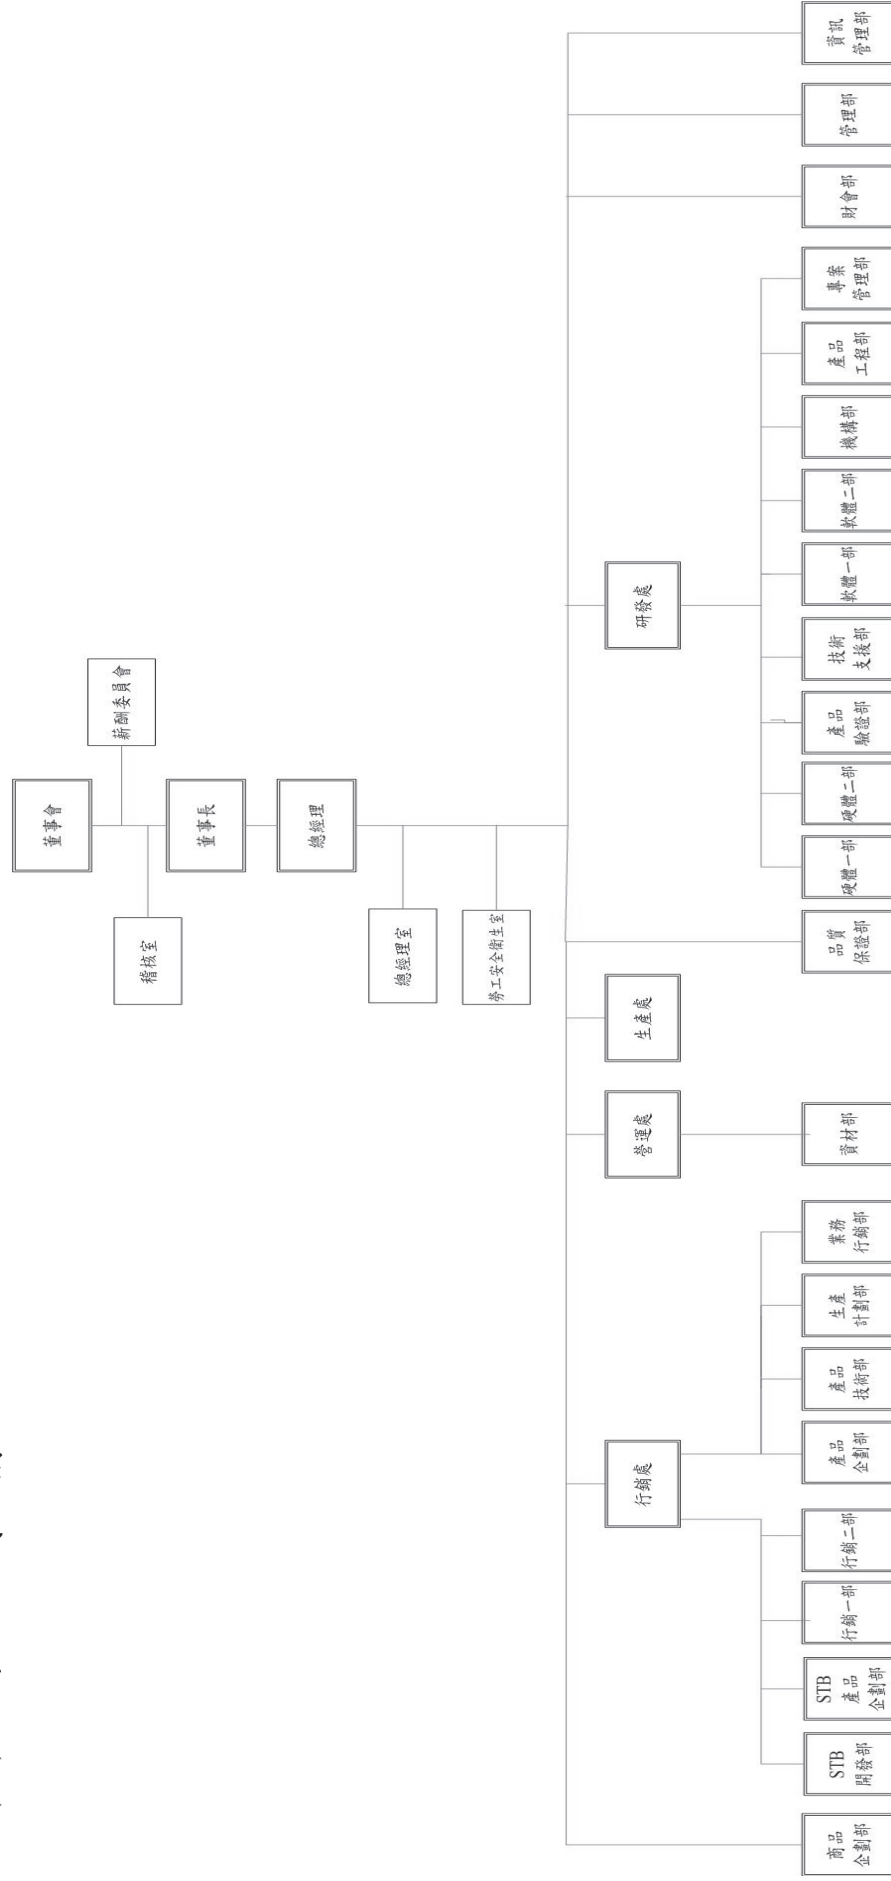 董事會
薪酬委員會
稽核室
董事長
總經理
總經理室
勞工安全衛生室
行銷處
營運處
生產處
研發處
商品
企劃部
STB
開發部
STB
產品
企劃部
行銷一部
行銷二部
產品
企劃部
產品
技術部
生產
計劃部
業務
行銷部
資材部
品質
保證部
硬體一部
硬體二部
產品
驗證部
技術
支援部
軟體一部
軟體二部
機構部
產品
工程部
專案
管理部
財會部
管理部
資訊
管理部